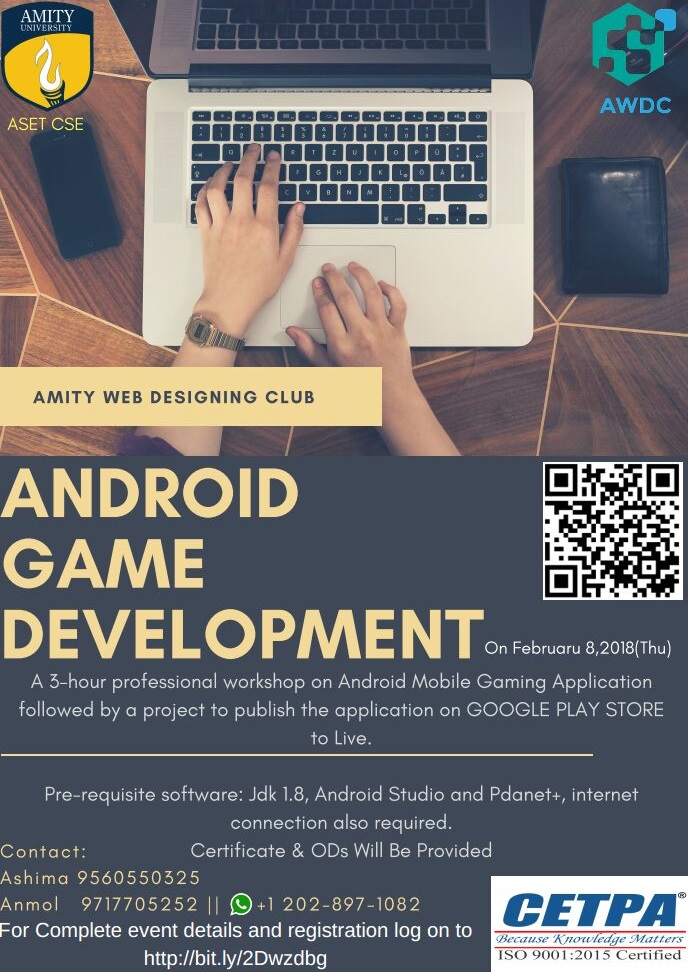 AMITY
UNIVERSITY
ASET CSE
AWDC
AMITY WEB DESIGNING CLUB
ANDROID
GAME
DEVELOPMENT
On Februaru 8,2018(Thu)
A 3-hour professional workshop on Android Mobile Gaming Application
followed by a project to publish the application on GOOGLE PLAY STORE
to Live.
Pre-requisite software: Jdk 1.8, Android Studio and Pdanet+, internet
connection also required.
Certificate & ODs Will Be Provided
Contact:
Ashima 9560550325
Anmol 9717705252 || +1 202-897-1082
For Complete event details and registration log on to
http://bit.ly/2Dwzdbg
CETPA®
Because Knowledge Matters
ISO 9001:2015 Certified